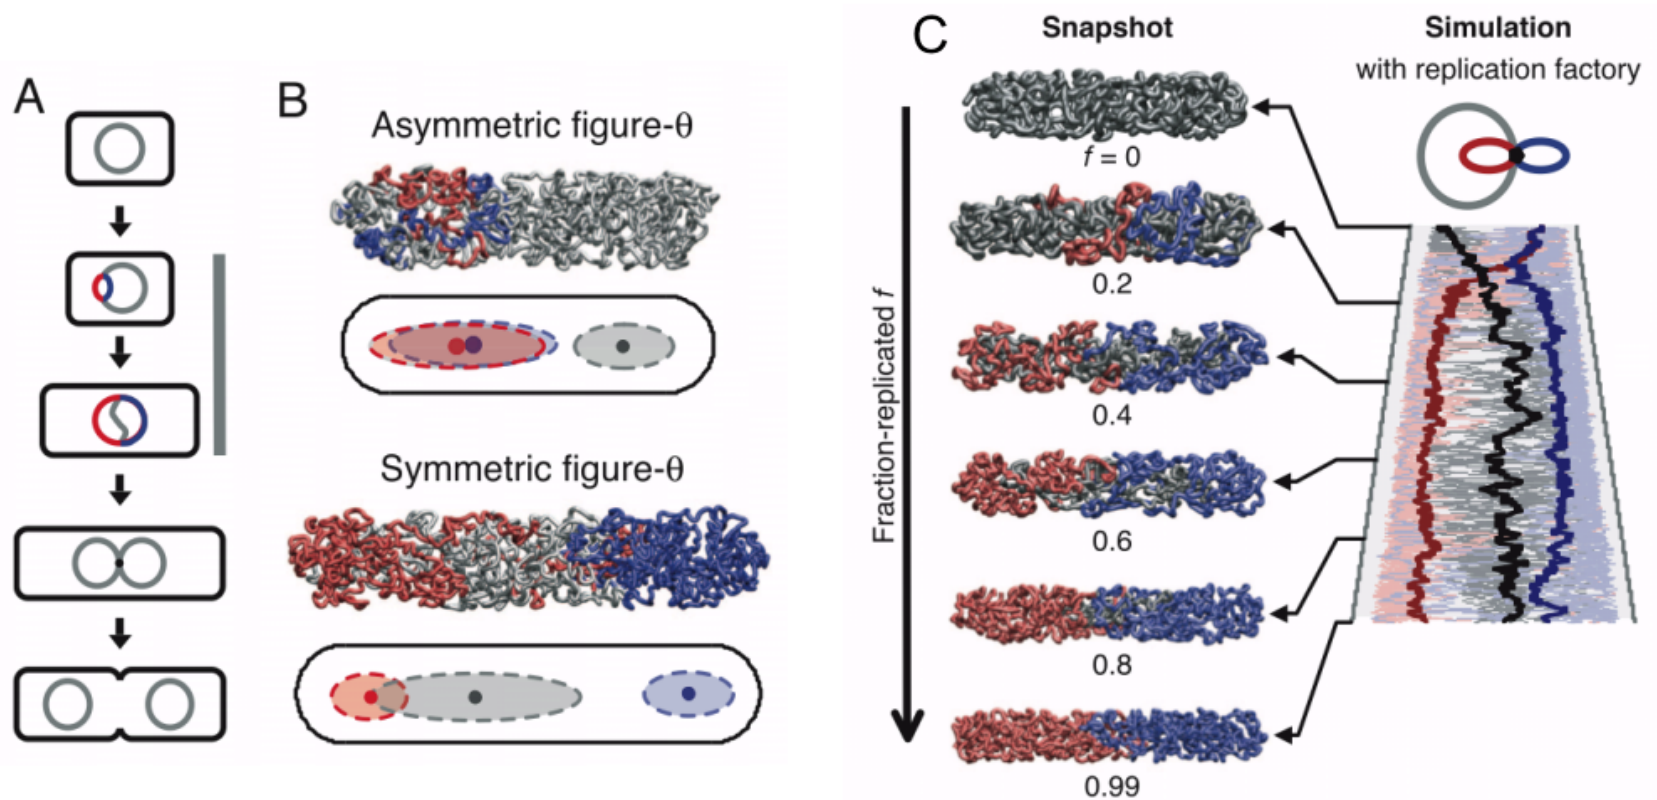 A
B
Asymmetric figure-θ
Symmetric figure-θ
C
Snapshot
Simulation
with replication factory
Fraction-replicated f
f = 0
0.2
0.4
0.6
0.8
0.99